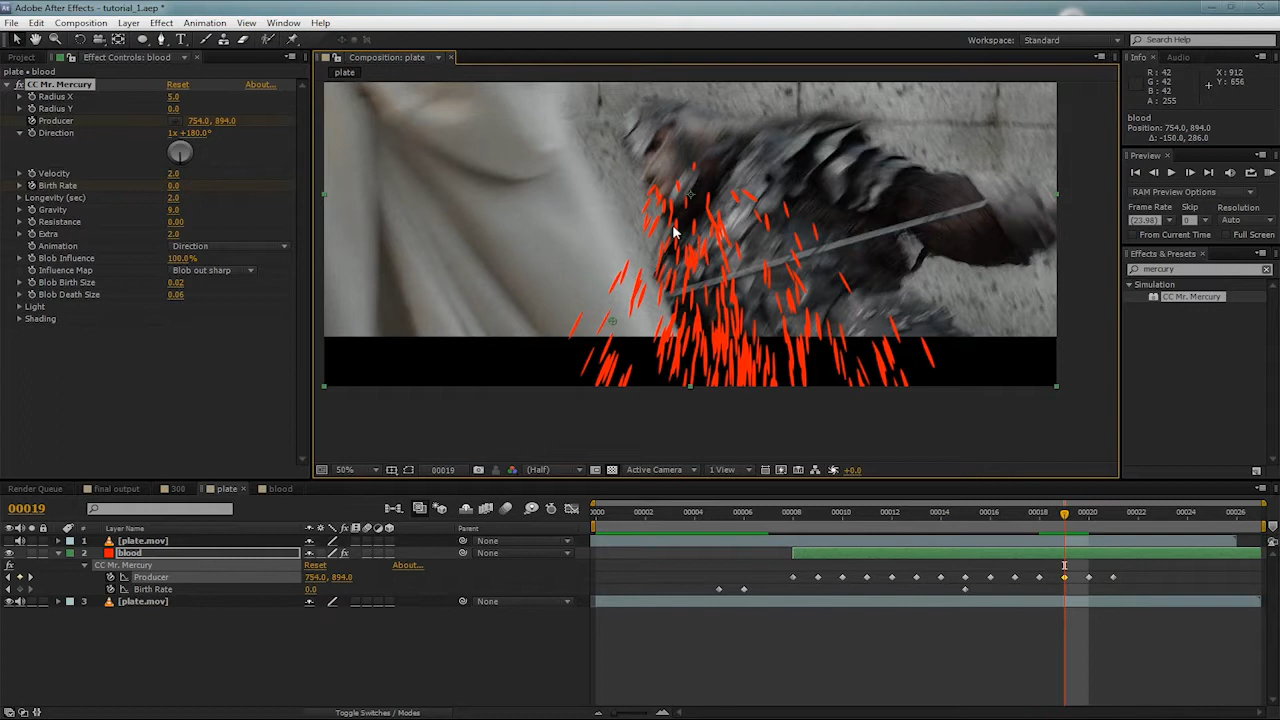 Adobe After Effects - tutorial_1.aep *
File Edit Composition Layer Effect Animation View Window Help
Workspace: Standard Search Help
Project Effect Controls: blood Composition: plate Info Audio
plate • blood plate
CC Mr. Mercury Reset About...
Radius X 5.0
Radius Y 0.0
Producer 754.0, 894.0
Direction 1x +180.0°
Velocity 2.0
Birth Rate 0.0
Longevity (sec) 2.0
Gravity 9.0
Resistance 0.00
Extra 2.0
Animation Direction
Blob Influence 100.0%
Influence Map Blob out sharp
Blob Birth Size 0.02
Blob Death Size 0.06
Light
Shading
R: 42 X: 912
G: 42 Y: 656
B: 42
A: 255
blood
Position: 754.0, 894.0
Δ: -150.0, 286.0
Preview
RAM Preview Options
Frame Rate Skip Resolution
(23.98) 0 Auto
From Current Time Full Screen
Effects & Presets
mercury
Simulation
CC Mr. Mercury
50% 00019 (Half) Active Camera 1 View +0.0
Render Queue final output 300 plate blood
00019
0000 00002 00004 00006 00008 00010 00012 00014 00016 00018 00020 00022 00024 00026
# Layer Name Parent
1 [plate.mov] None
2 blood None
CC Mr. Mercury Reset About...
Producer 754.0, 894.0
Birth Rate 0.0
3 [plate.mov] None
Toggle Switches / Modes